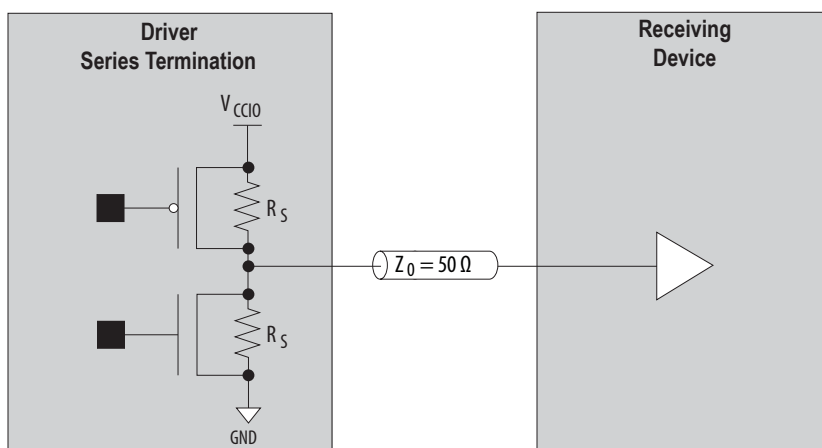 Driver
Series Termination
Receiving
Device
V CCIO
R S
Z 0 = 50 Ω
R S
GND